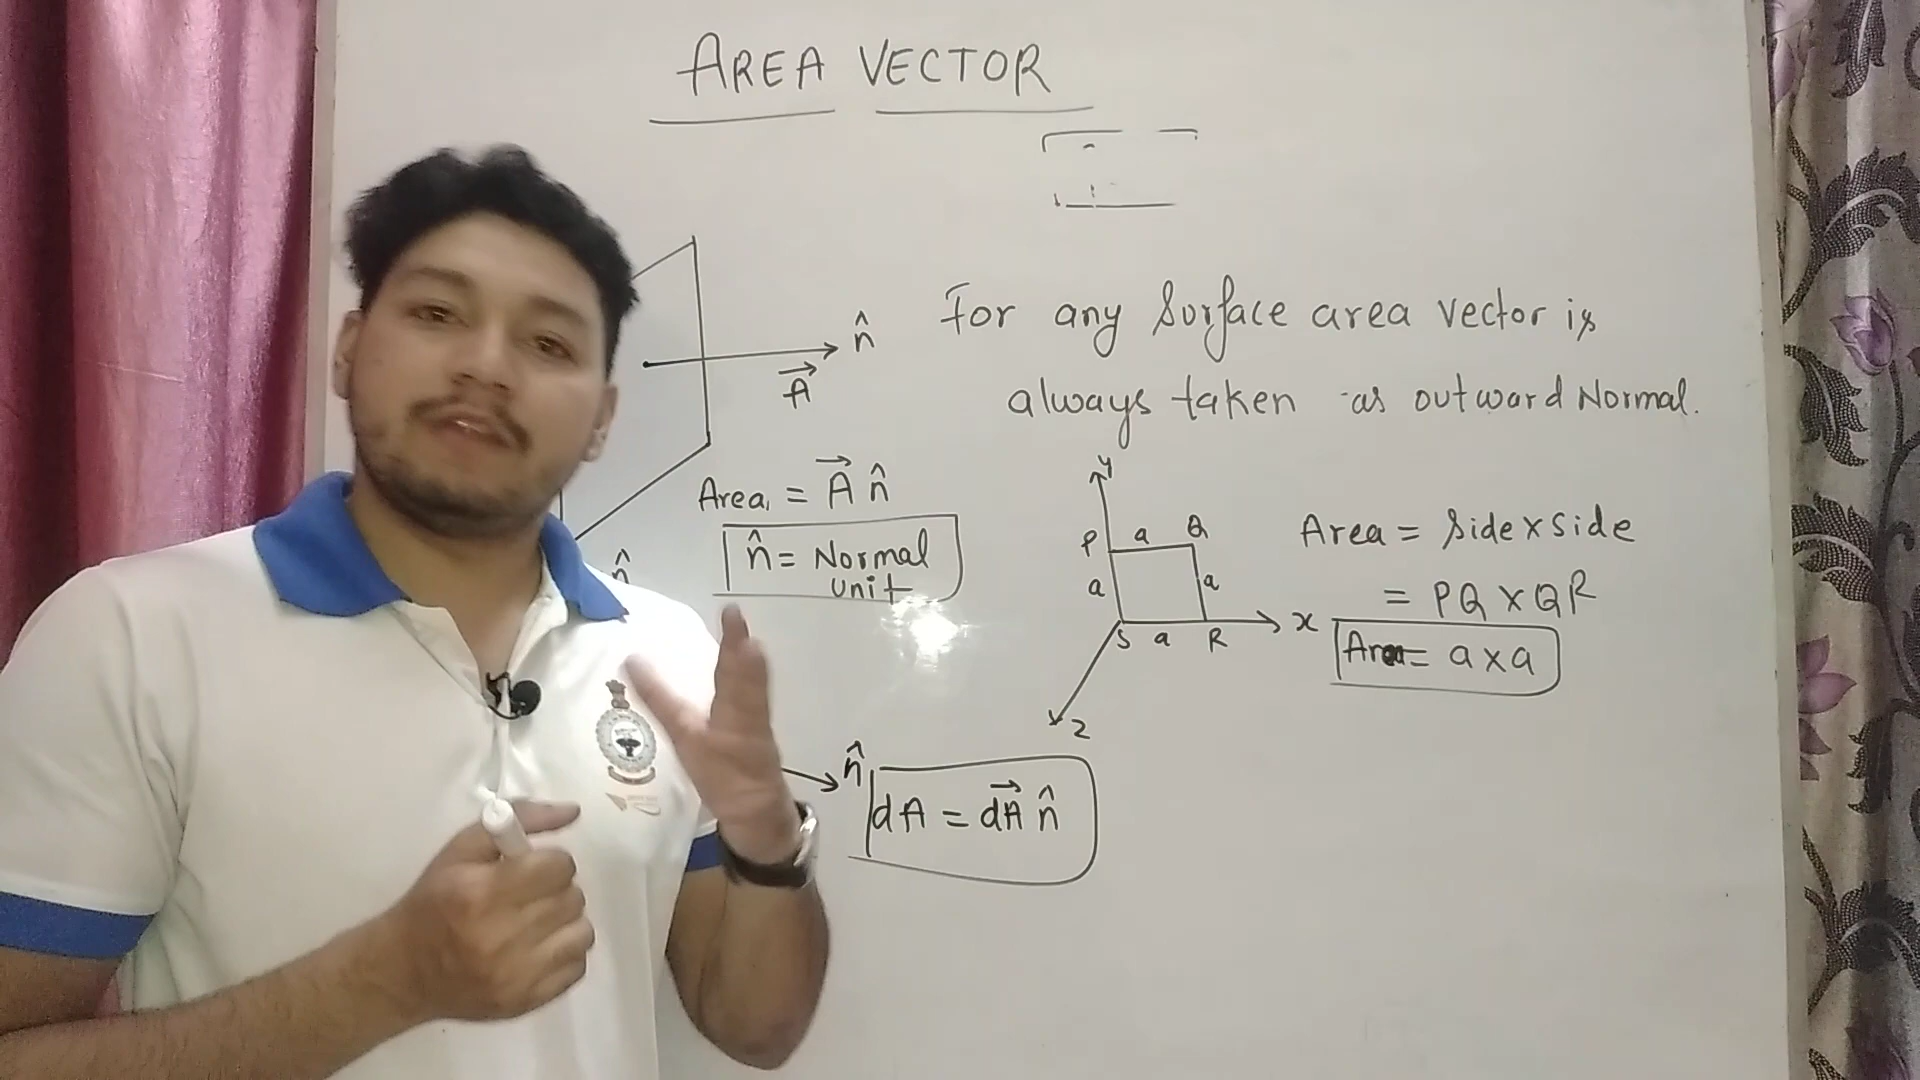 AREA VECTOR
n̂
A⃗
For any surface area vector is
always taken as outward Normal.
Area = A⃗ n̂
n̂ = Normal
unit
n̂
y
P a Q
a a
S a R x
z
Area = side x side
= PQ x QR
Area = a x a
n̂
dA = dA⃗ n̂